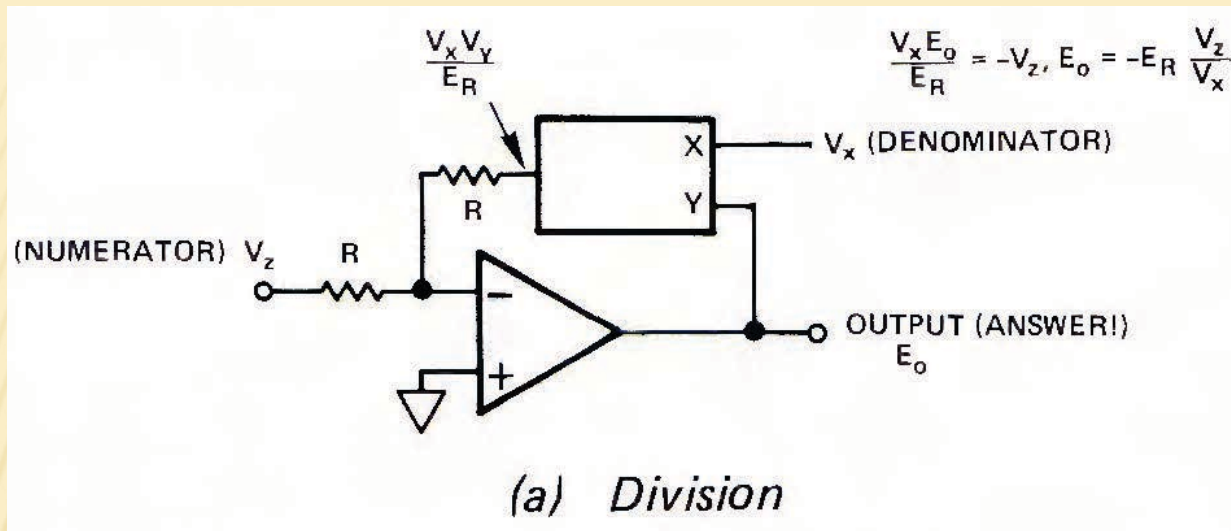 V_x V_Y
E_R
V_x E_o / E_R = -V_z, E_o = -E_R V_z / V_x
X
V_x (DENOMINATOR)
R
Y
(NUMERATOR) V_z
R
−
OUTPUT (ANSWER!)
E_o
+
(a) Division